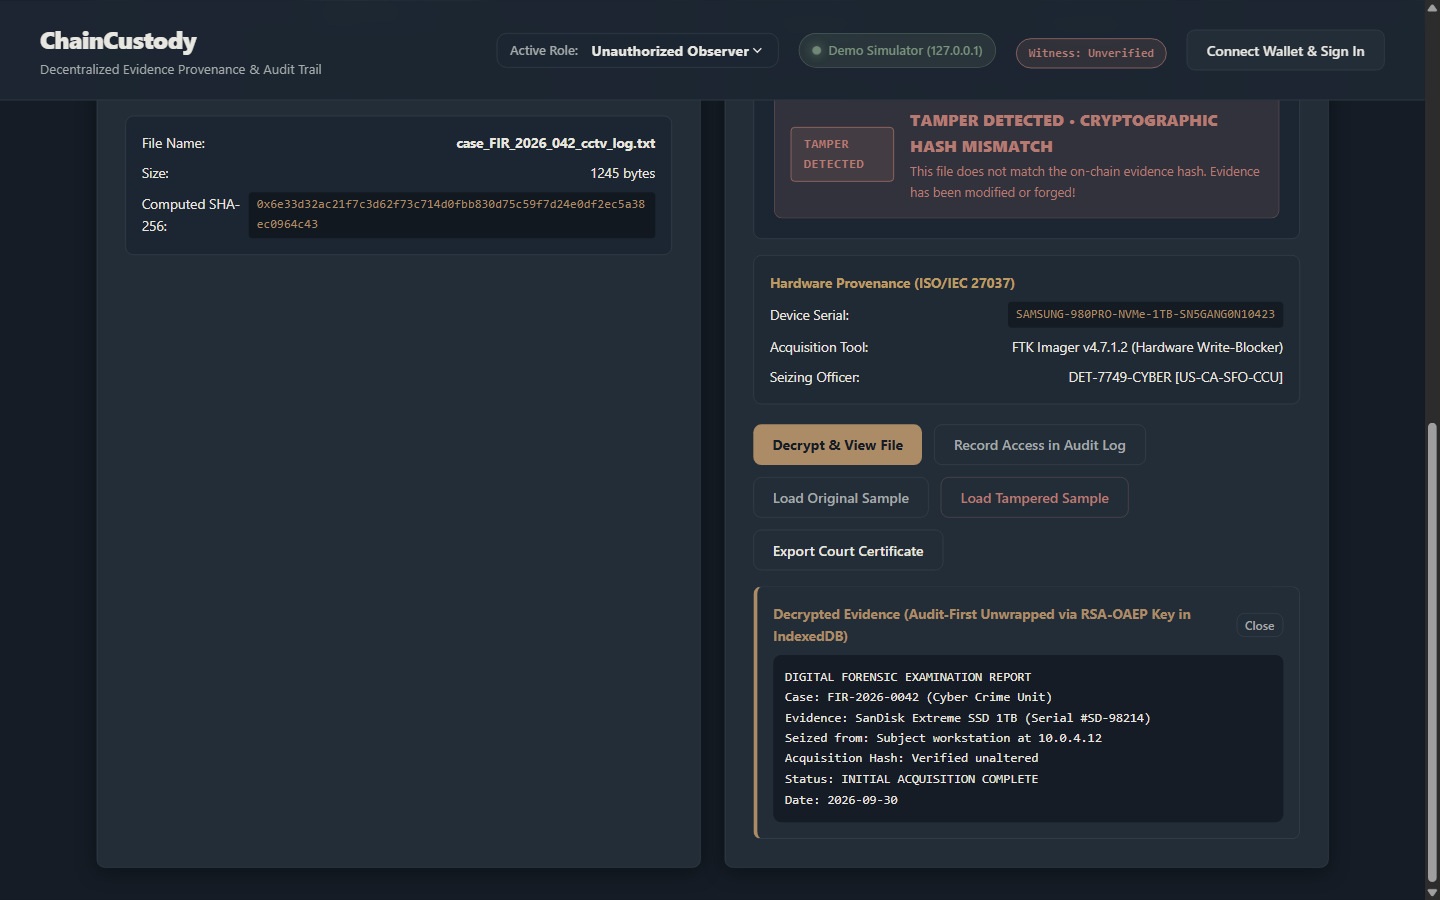 ChainCustody
Decentralized Evidence Provenance & Audit Trail
Active Role: Unauthorized Observer
Demo Simulator (127.0.0.1)
Witness: Unverified
Connect Wallet & Sign In
File Name: case_FIR_2026_042_cctv_log.txt
Size: 1245 bytes
Computed SHA-256:
0x6e33d32ac21f7c3d62f73c714d0fbb830d75c59f7d24e0df2ec5a38
ec0964c43
TAMPER
DETECTED
TAMPER DETECTED • CRYPTOGRAPHIC
HASH MISMATCH
This file does not match the on-chain evidence hash. Evidence
has been modified or forged!
Hardware Provenance (ISO/IEC 27037)
Device Serial: SAMSUNG-980PRO-NVMe-1TB-SN5GANG0N10423
Acquisition Tool: FTK Imager v4.7.1.2 (Hardware Write-Blocker)
Seizing Officer: DET-7749-CYBER [US-CA-SFO-CCU]
Decrypt & View File
Record Access in Audit Log
Load Original Sample
Load Tampered Sample
Export Court Certificate
Decrypted Evidence (Audit-First Unwrapped via RSA-OAEP Key in
IndexedDB)
Close
DIGITAL FORENSIC EXAMINATION REPORT
Case: FIR-2026-0042 (Cyber Crime Unit)
Evidence: SanDisk Extreme SSD 1TB (Serial #SD-98214)
Seized from: Subject workstation at 10.0.4.12
Acquisition Hash: Verified unaltered
Status: INITIAL ACQUISITION COMPLETE
Date: 2026-09-30